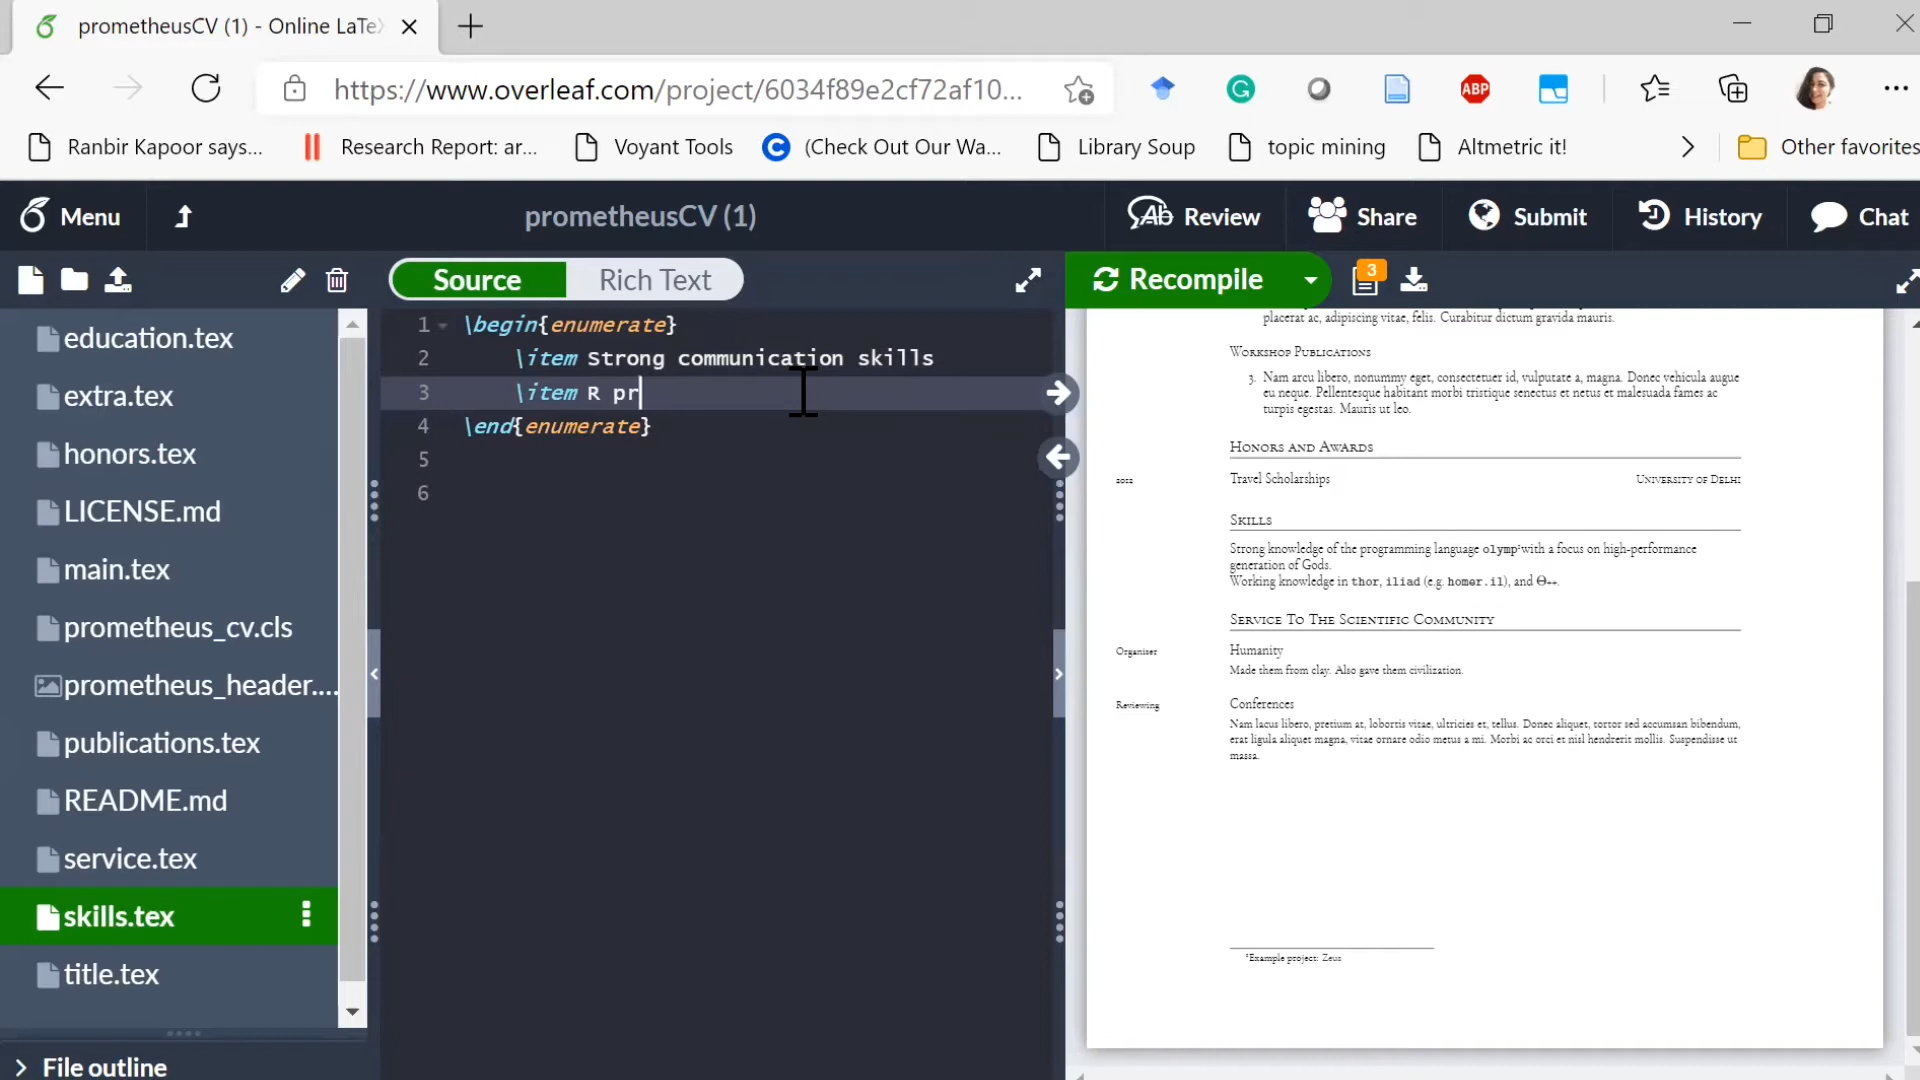 prometheusCV (1) - Online LaTeX
https://www.overleaf.com/project/6034f89e2cf72af10...
ABP
Ranbir Kapoor says...
Research Report: ar...
Voyant Tools
(Check Out Our Wa...
Library Soup
topic mining
Altmetric it!
Other favorites
Menu
prometheusCV (1)
Review
Share
Submit
History
Chat
Source
Rich Text
Recompile
3
education.tex
extra.tex
honors.tex
LICENSE.md
main.tex
prometheus_cv.cls
prometheus_header....
publications.tex
README.md
service.tex
skills.tex
title.tex
File outline
1 \begin{enumerate}
2 \item Strong communication skills
3 \item R pr
4 \end{enumerate}
5
6
placerat ac, adipiscing vitae, felis. Curabitur dictum gravida mauris.
Workshop Publications
3. Nam arcu libero, nonummy eget, consectetuer id, vulputate a, magna. Donec vehicula augue
eu neque. Pellentesque habitant morbi tristique senectus et netus et malesuada fames ac
turpis egestas. Mauris ut leo.
Honors and Awards
2012 Travel Scholarships University of Delhi
Skills
Strong knowledge of the programming language olymp¹with a focus on high-performance
generation of Gods.
Working knowledge in thor, iliad (e.g. homer.il), and Θ++.
Service To The Scientific Community
Organiser Humanity
Made them from clay. Also gave them civilization.
Reviewing Conferences
Nam lacus libero, pretium at, lobortis vitae, ultricies et, tellus. Donec aliquet, tortor sed accumsan bibendum,
erat ligula aliquet magna, vitae ornare odio metus a mi. Morbi ac orci et nisl hendrerit mollis. Suspendisse ut
massa.
¹Example project: Zeus